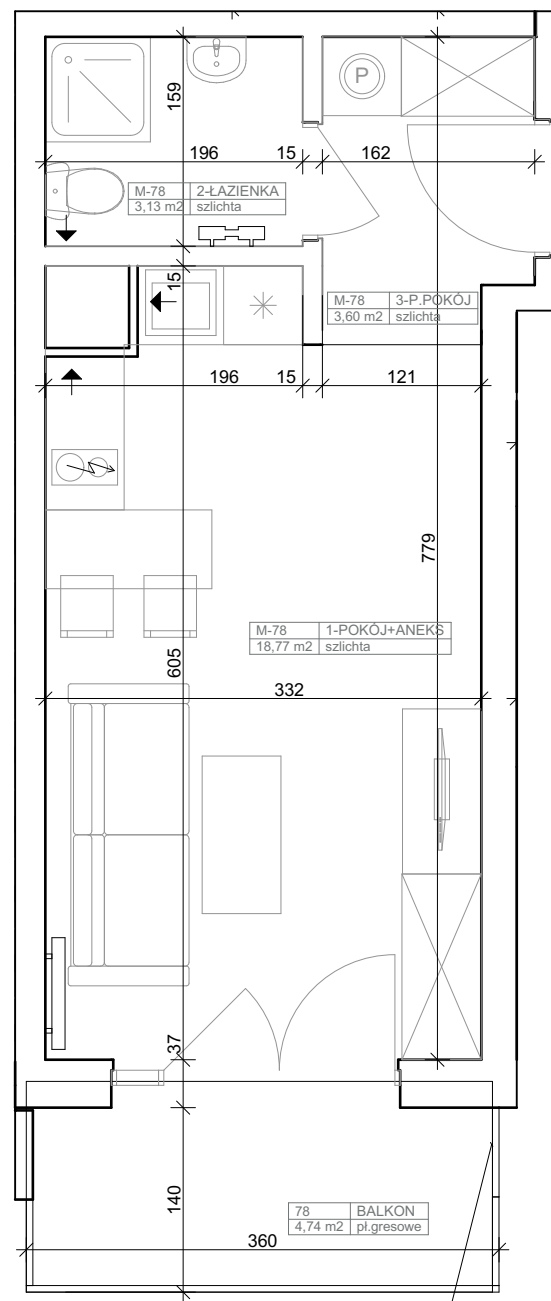 P
159
196 15 162
M-78 2-ŁAZIENKA
3,13 m2 szlichta
15
M-78 3-P.POKÓJ
3,60 m2 szlichta
196 15 121
779
M-78 1-POKÓJ+ANEKS
18,77 m2 szlichta
605
332
37
140
78 BALKON
4,74 m2 pł.gresowe
360